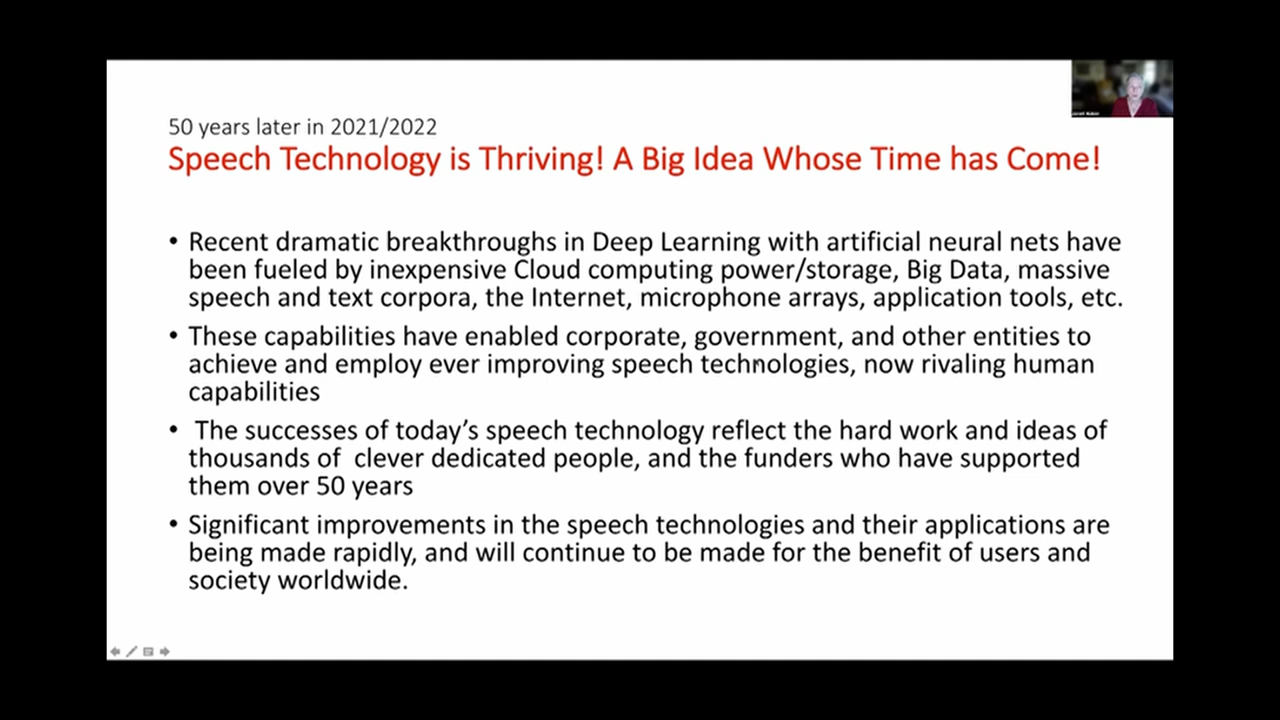 50 years later in 2021/2022
Speech Technology is Thriving! A Big Idea Whose Time has Come!
• Recent dramatic breakthroughs in Deep Learning with artificial neural nets have
been fueled by inexpensive Cloud computing power/storage, Big Data, massive
speech and text corpora, the Internet, microphone arrays, application tools, etc.
• These capabilities have enabled corporate, government, and other entities to
achieve and employ ever improving speech technologies, now rivaling human
capabilities
• The successes of today’s speech technology reflect the hard work and ideas of
thousands of  clever dedicated people, and the funders who have supported
them over 50 years
• Significant improvements in the speech technologies and their applications are
being made rapidly, and will continue to be made for the benefit of users and
society worldwide.